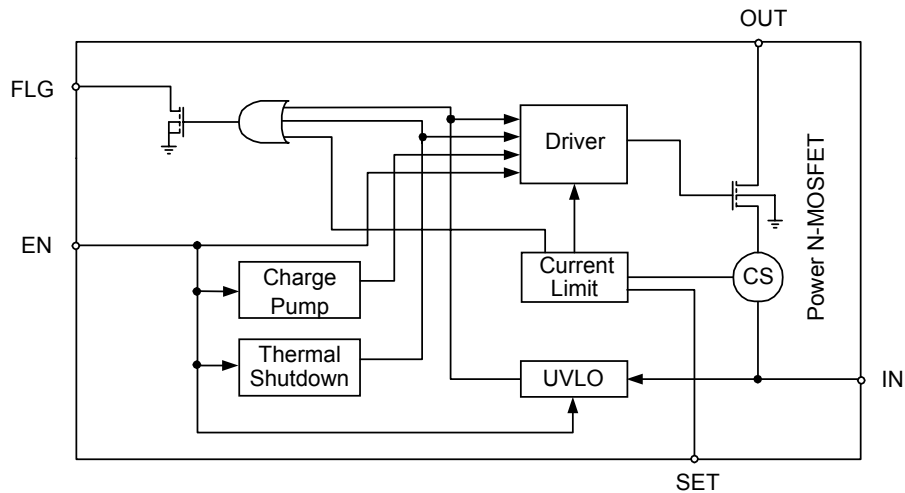 OUT
FLG
Driver
Power N-MOSFET
EN
Charge
Pump
Current
Limit
CS
Thermal
Shutdown
UVLO
IN
SET